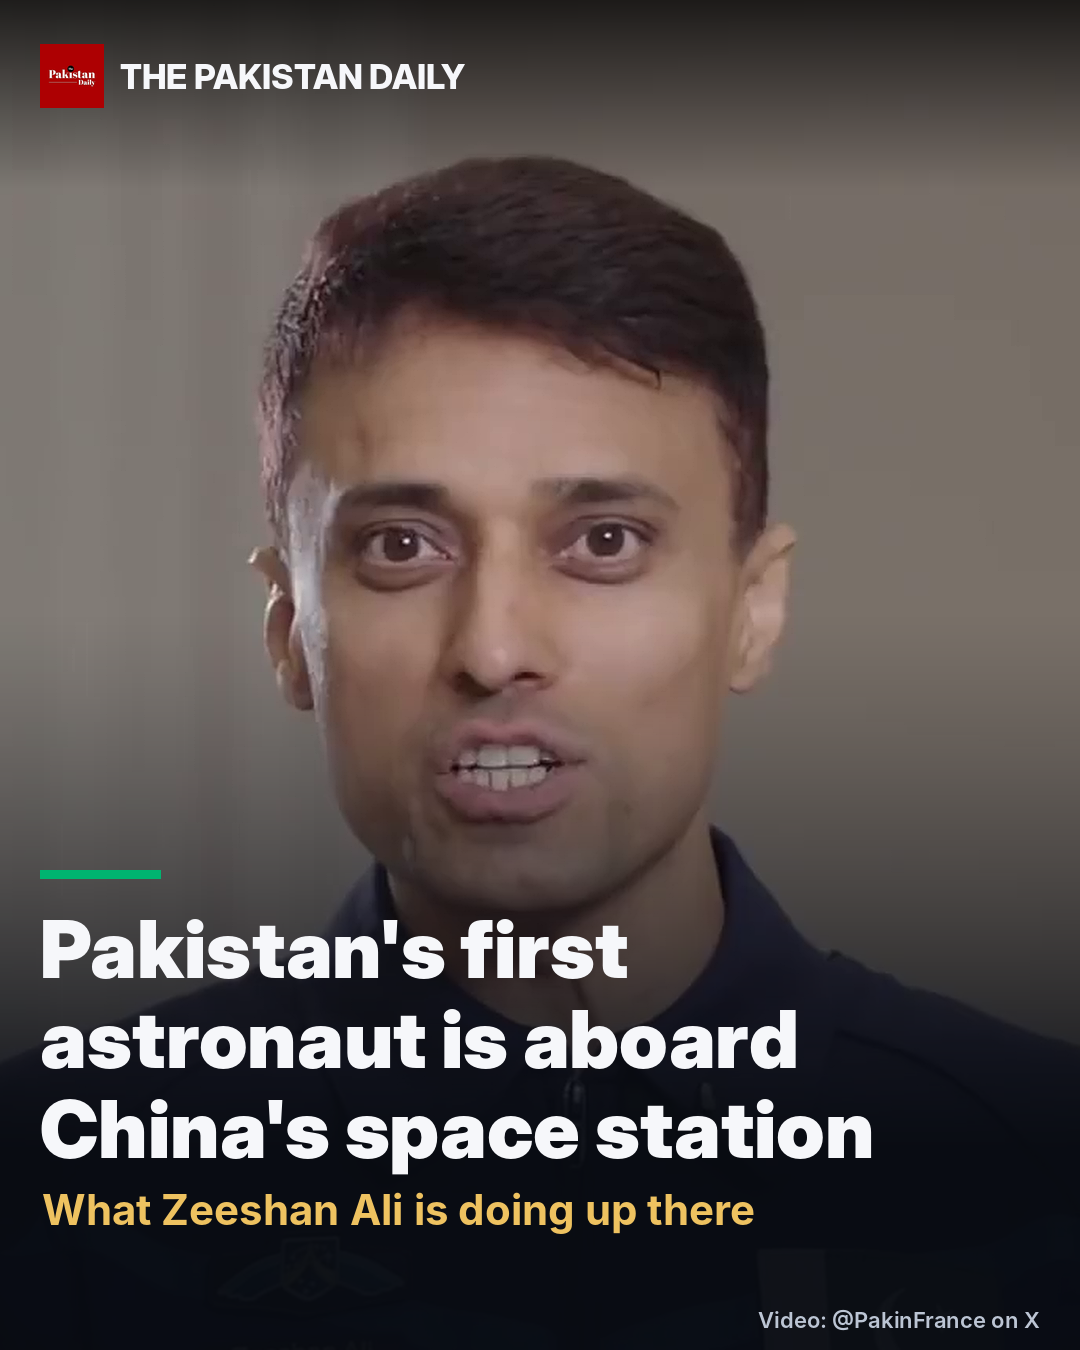 Pakistan
Daily
THE PAKISTAN DAILY
Pakistan's first
astronaut is aboard
China's space station
What Zeeshan Ali is doing up there
Video: @PakinFrance on X